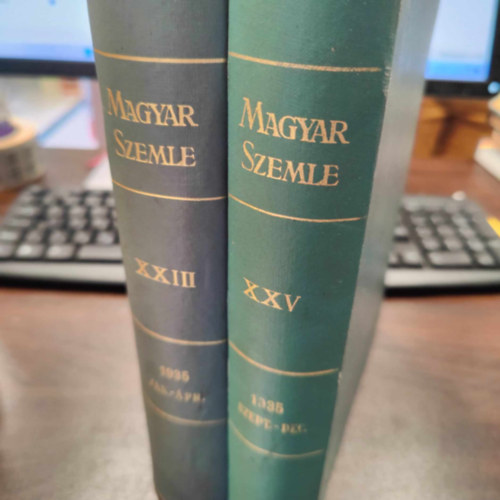 MAGYAR
SZEMLE
XXIII
1935
JAN.-ÁPR.
MAGYAR
SZEMLE
XXV
1935
SZEPT.-DEC.